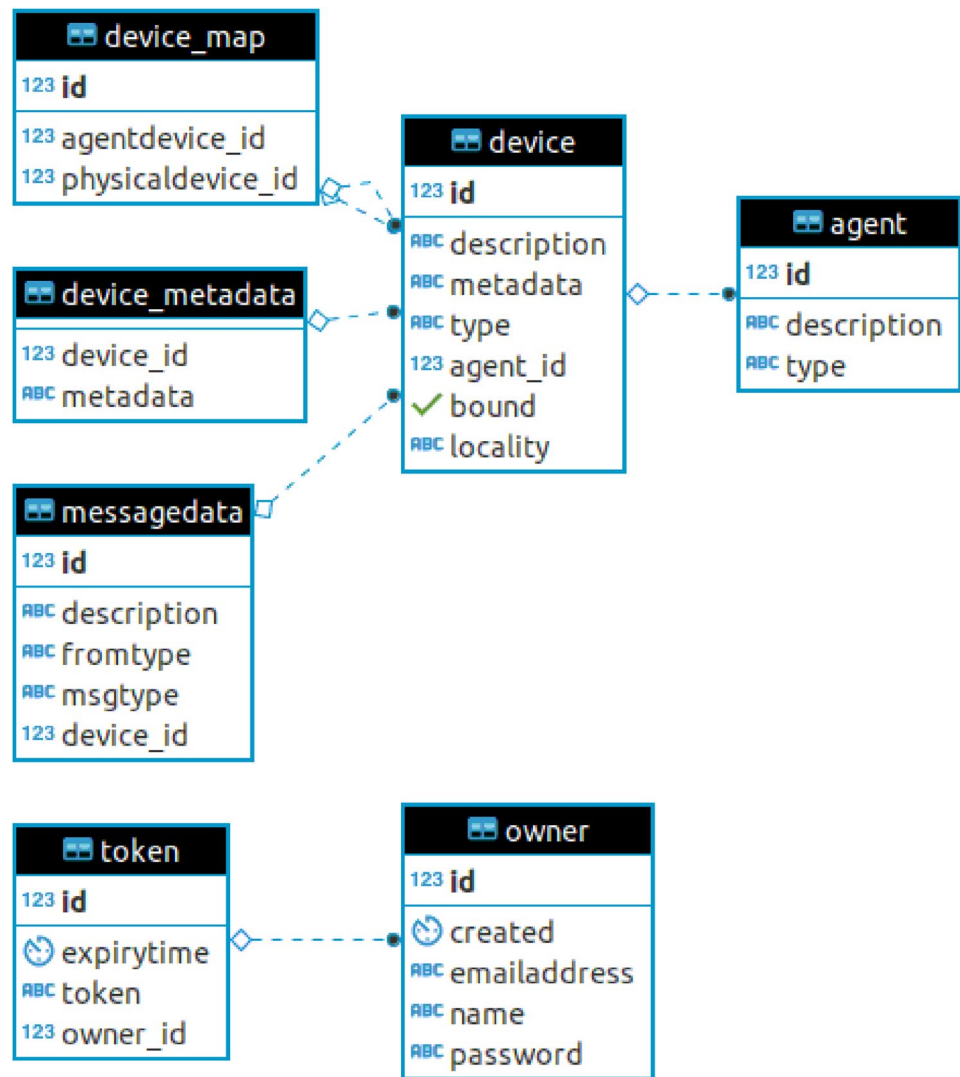 device_map
123 id
123 agentdevice_id
123 physicaldevice_id
device
123 id
ABC description
ABC metadata
ABC type
123 agent_id
bound
ABC locality
agent
123 id
ABC description
ABC type
device_metadata
123 device_id
ABC metadata
messagedata
123 id
ABC description
ABC fromtype
ABC msgtype
123 device_id
token
123 id
expirytime
ABC token
123 owner_id
owner
123 id
created
ABC emailaddress
ABC name
ABC password